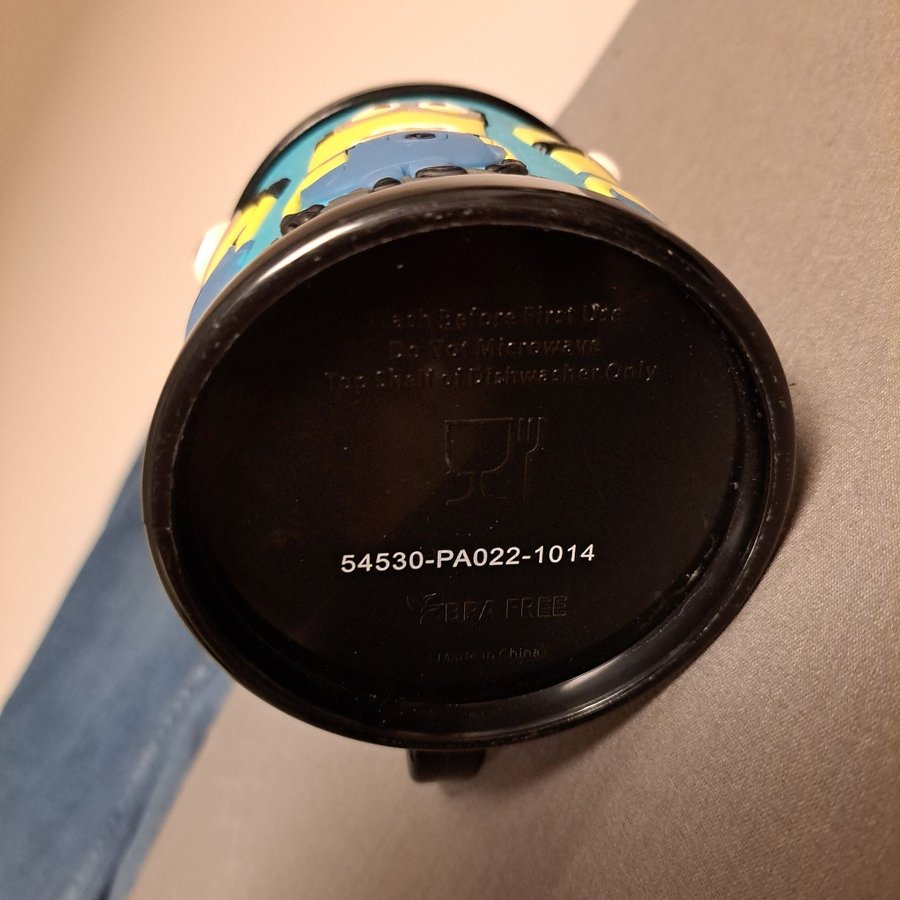 Before First Use
Do Not Microwave
Top Shelf of Dishwasher Only
54530-PA022-1014
BPA FREE
Made in China